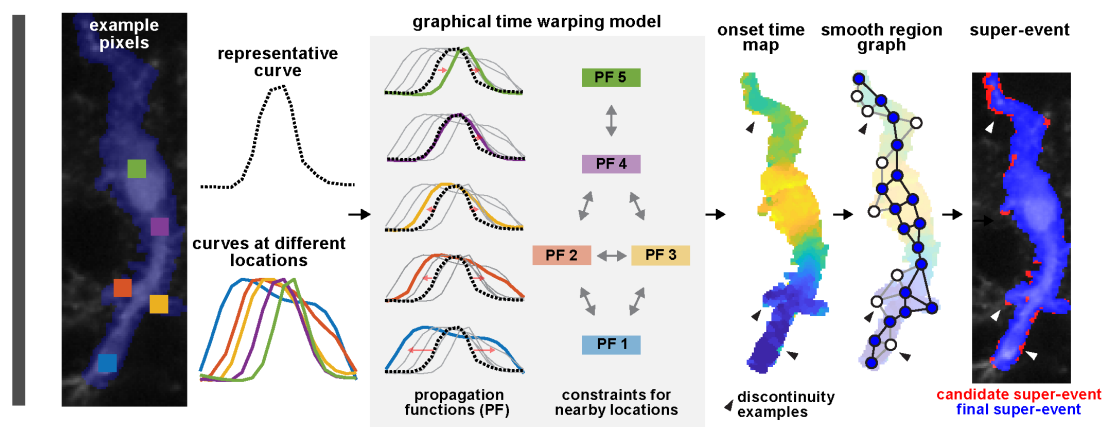 example
pixels
representative
curve
curves at different
locations
graphical time warping model
PF 5
PF 4
PF 2
PF 3
PF 1
propagation
functions (PF)
constraints for
nearby locations
onset time
map
discontinuity
examples
smooth region
graph
super-event
candidate super-event
final super-event